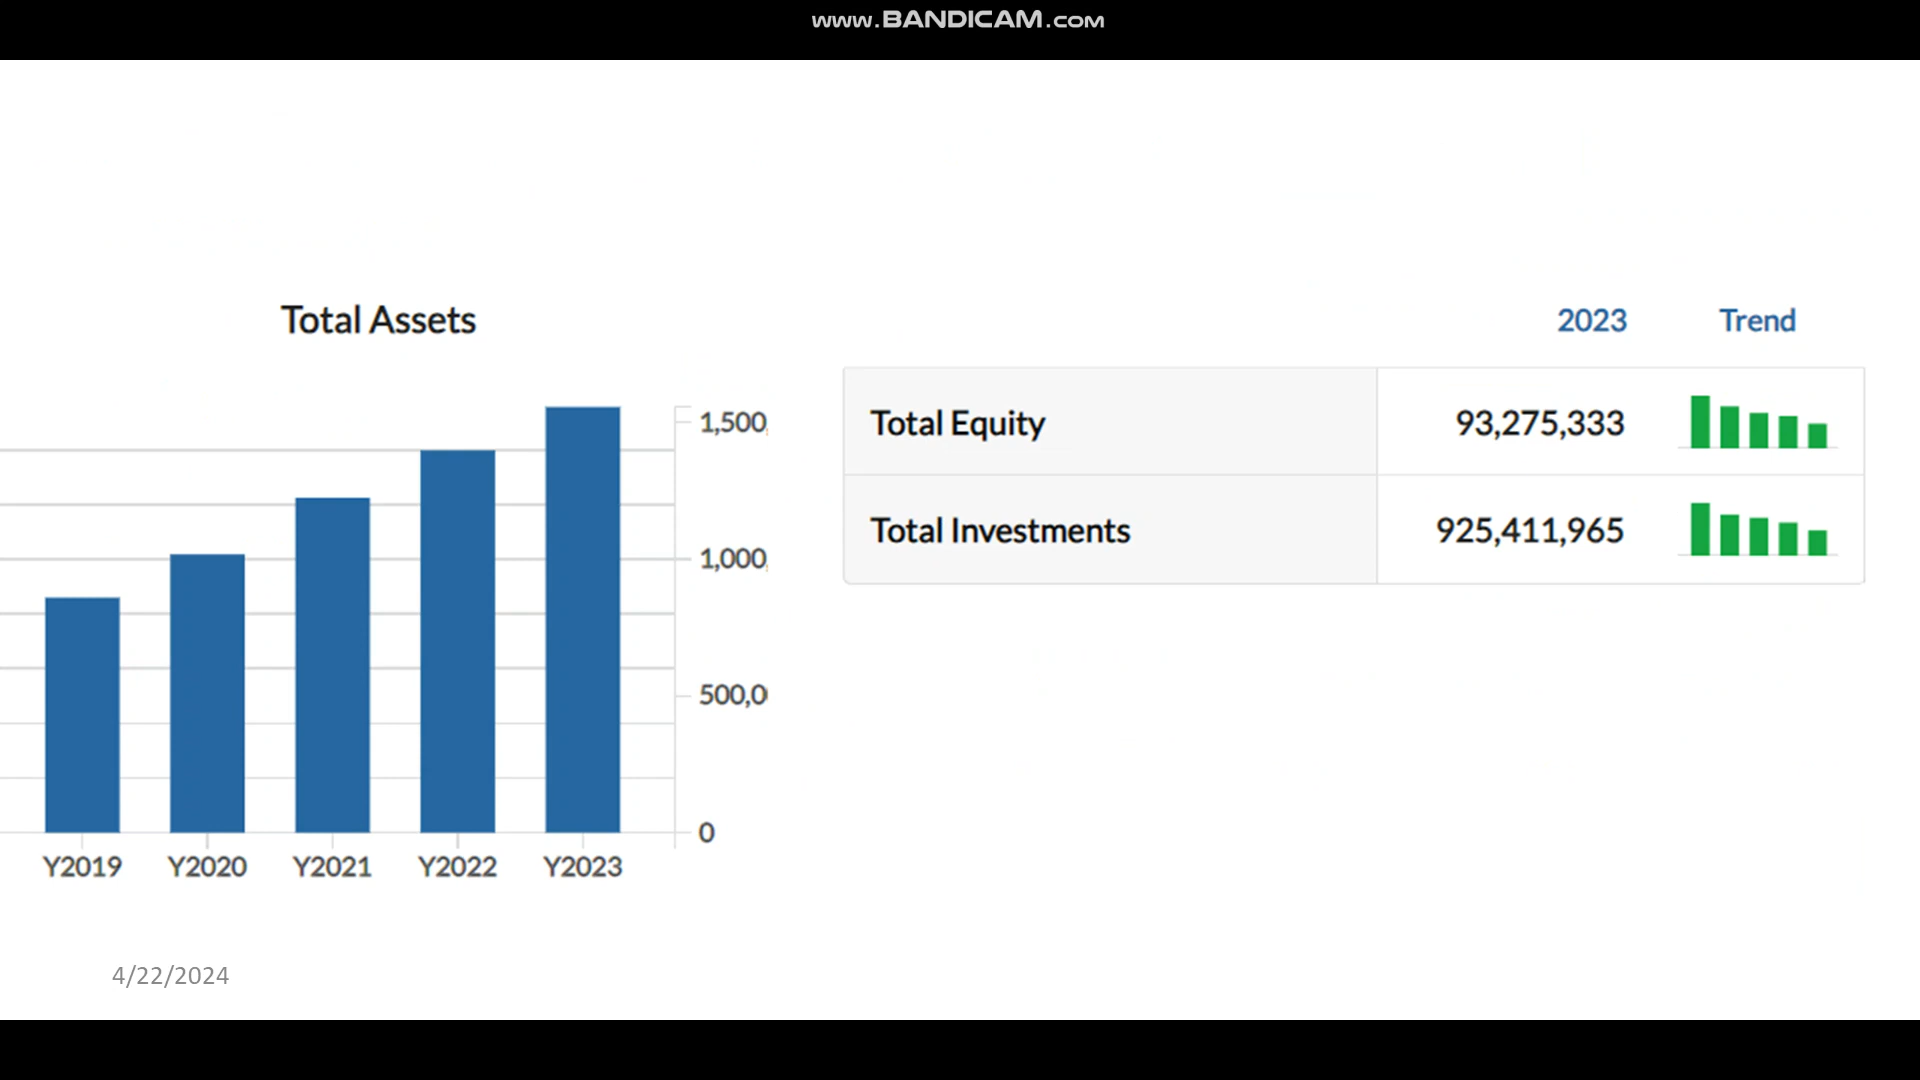 www.BANDICAM.com
Total Assets
1,500,
1,000,
500,0
0
Y2019 Y2020 Y2021 Y2022 Y2023
2023 Trend
Total Equity 93,275,333
Total Investments 925,411,965
4/22/2024